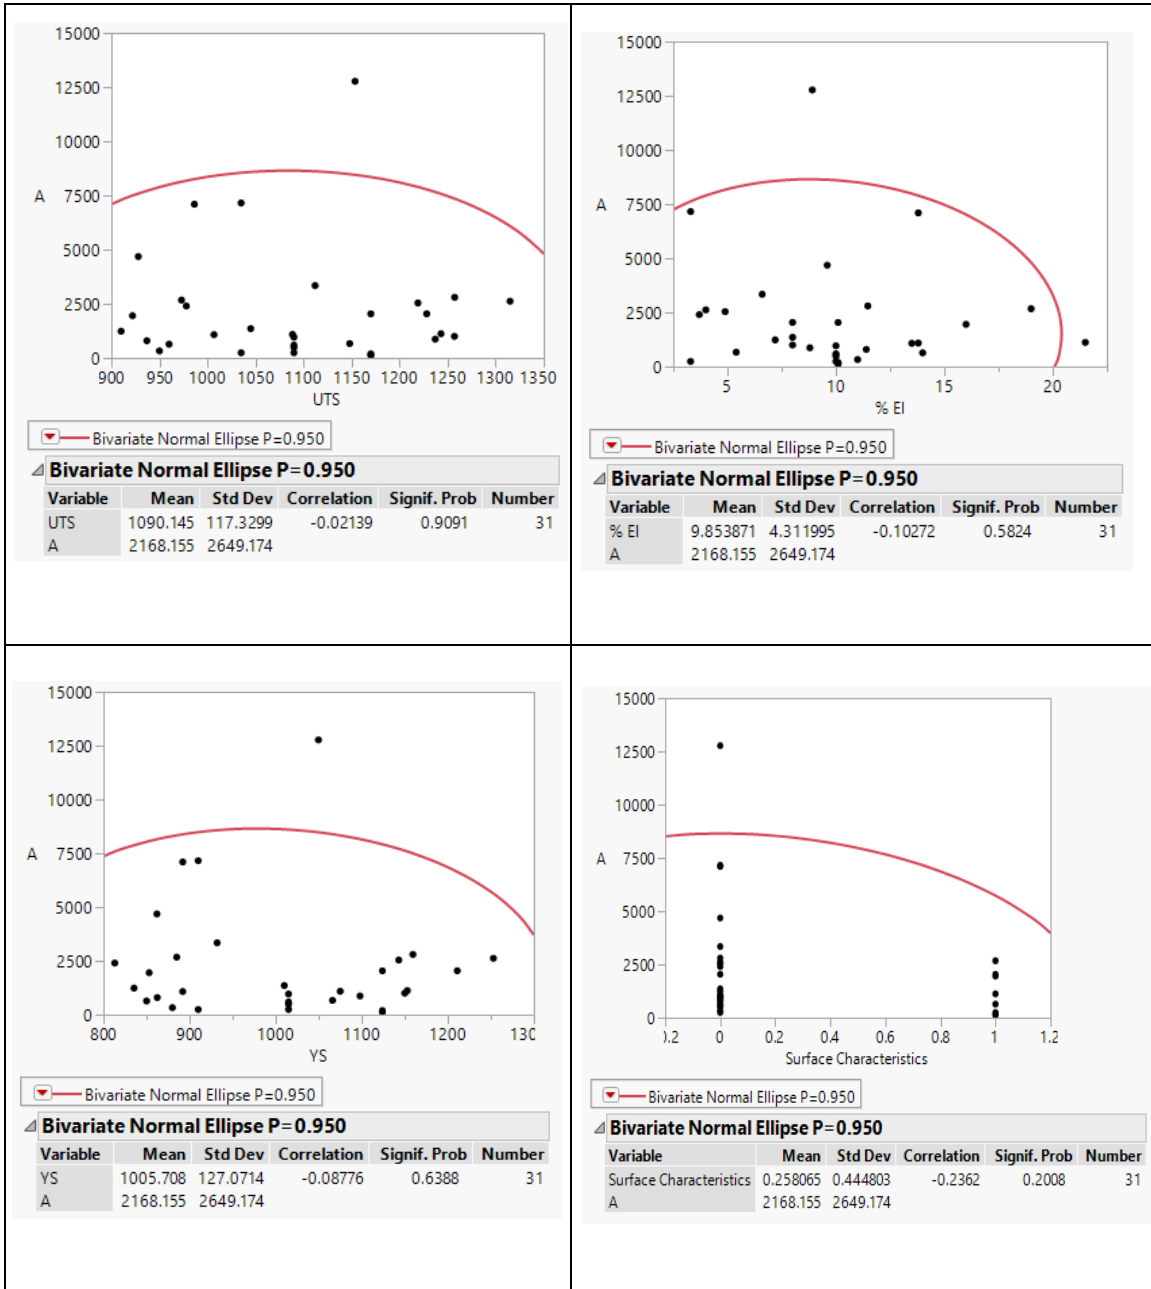 15000
12500
10000
A
7500
5000
2500
0
900 950 1000 1050 1100 1150 1200 1250 1300 1350
UTS
Bivariate Normal Ellipse P=0.950
Bivariate Normal Ellipse P=0.950
Variable Mean Std Dev Correlation Signif. Prob Number
UTS 1090.145 117.3299 -0.02139 0.9091 31
A 2168.155 2649.174
15000
12500
10000
A
7500
5000
2500
0
5 10 15 20
% EI
Bivariate Normal Ellipse P=0.950
Bivariate Normal Ellipse P=0.950
Variable Mean Std Dev Correlation Signif. Prob Number
% EI 9.853871 4.311995 -0.10272 0.5824 31
A 2168.155 2649.174
15000
12500
10000
A
7500
5000
2500
0
800 900 1000 1100 1200 130
YS
Bivariate Normal Ellipse P=0.950
Bivariate Normal Ellipse P=0.950
Variable Mean Std Dev Correlation Signif. Prob Number
YS 1005.708 127.0714 -0.08776 0.6388 31
A 2168.155 2649.174
15000
12500
10000
A
7500
5000
2500
0
).2 0 0.2 0.4 0.6 0.8 1 1.2
Surface Characteristics
Bivariate Normal Ellipse P=0.950
Bivariate Normal Ellipse P=0.950
Variable Mean Std Dev Correlation Signif. Prob Number
Surface Characteristics 0.258065 0.444803 -0.2362 0.2008 31
A 2168.155 2649.174